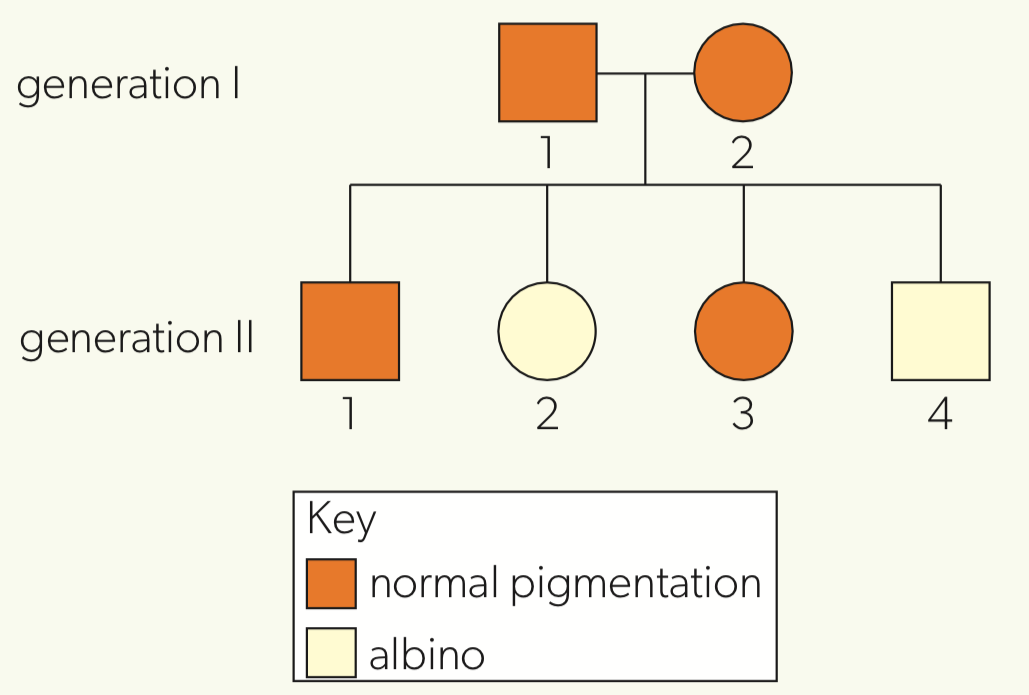 generation I
1 2
generation II
1 2 3 4
Key
normal pigmentation
albino